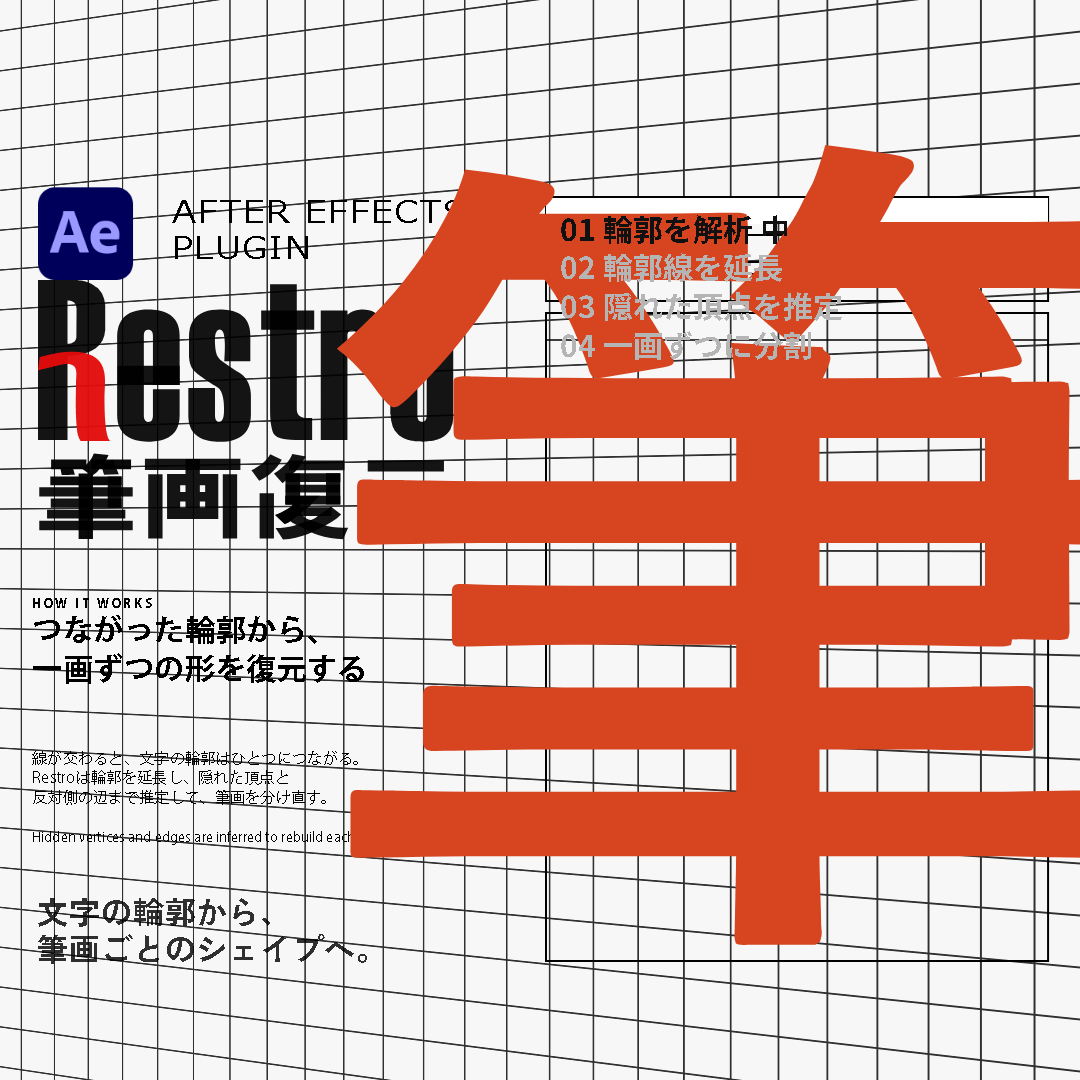 Ae
AFTER EFFECTS
PLUGIN
Restro
筆画復
HOW IT WORKS
つながった輪郭から、
一画ずつの形を復元する
線が交わると、文字の輪郭はひとつにつながる。
Restroは輪郭を延長し、隠れた頂点と
反対側の辺まで推定して、筆画を分け直す。
Hidden vertices and edges are inferred to rebuild each
文字の輪郭から、
筆画ごとのシェイプへ。
01 輪郭を解析中
02 輪郭線を延長
03 隠れた頂点を推定
04 一画ずつに分割
筆